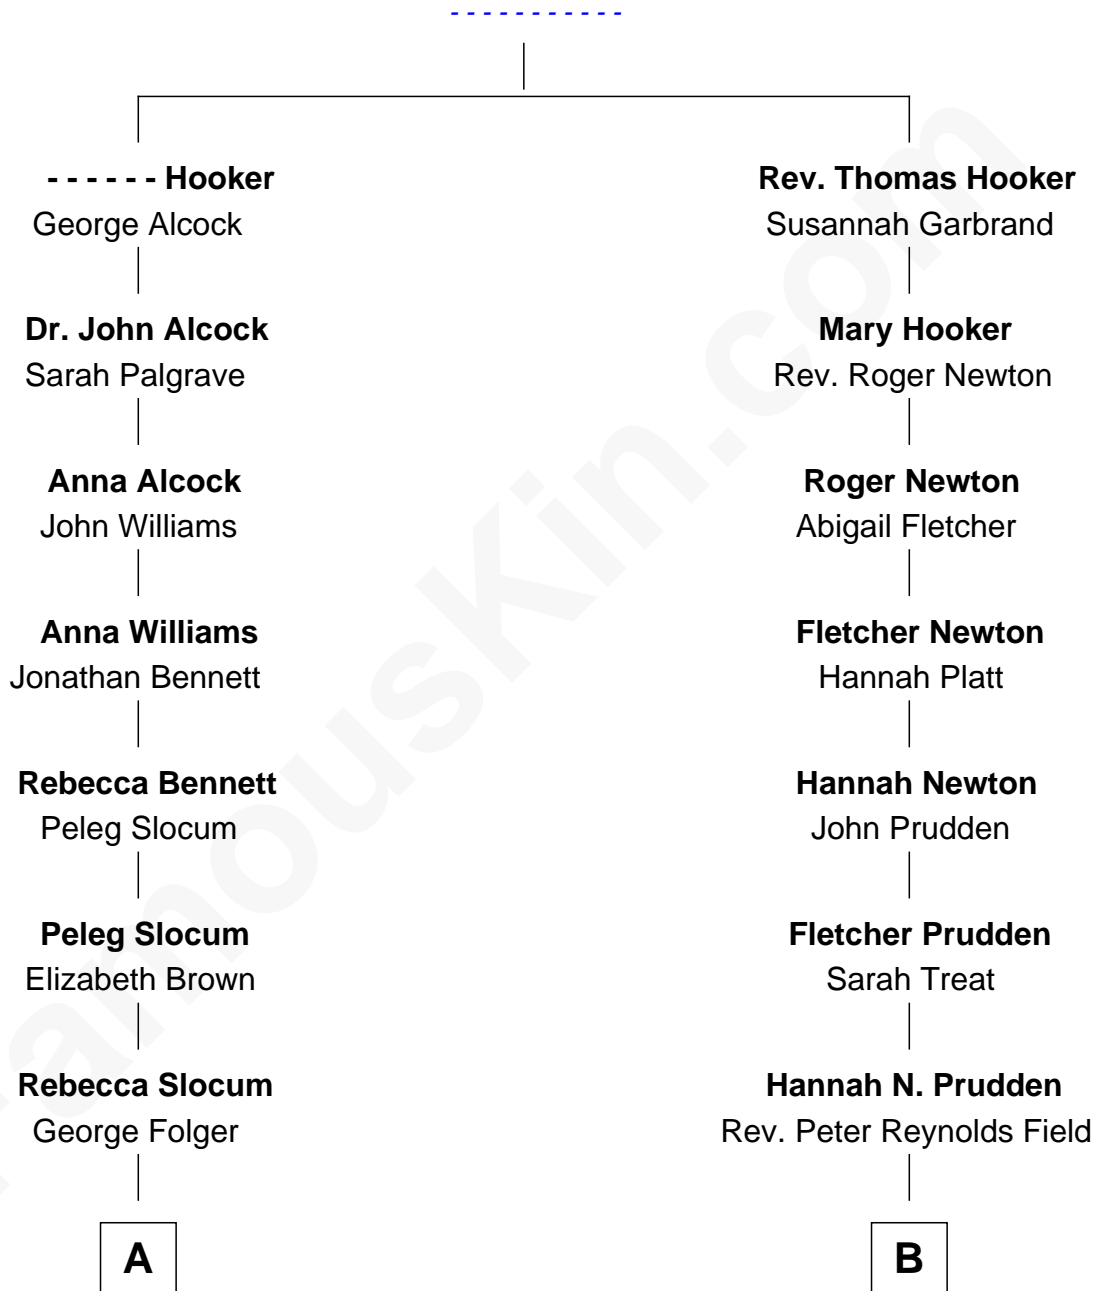 - - - - - - - - - - -
- - - - - - Hooker
George Alcock
Dr. John Alcock
Sarah Palgrave
Anna Alcock
John Williams
Anna Williams
Jonathan Bennett
Rebecca Bennett
Peleg Slocum
Peleg Slocum
Elizabeth Brown
Rebecca Slocum
George Folger
A
Rev. Thomas Hooker
Susannah Garbrand
Mary Hooker
Rev. Roger Newton
Roger Newton
Abigail Fletcher
Fletcher Newton
Hannah Platt
Hannah Newton
John Prudden
Fletcher Prudden
Sarah Treat
Hannah N. Prudden
Rev. Peter Reynolds Field
B
FamousKin.com